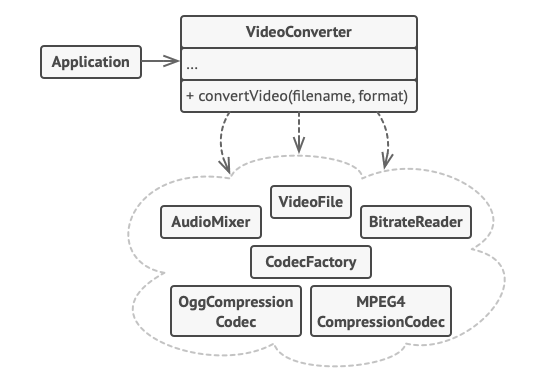 VideoConverter
Application
...
+ convertVideo(filename, format)
VideoFile
AudioMixer
BitrateReader
CodecFactory
OggCompression
Codec
MPEG4
CompressionCodec